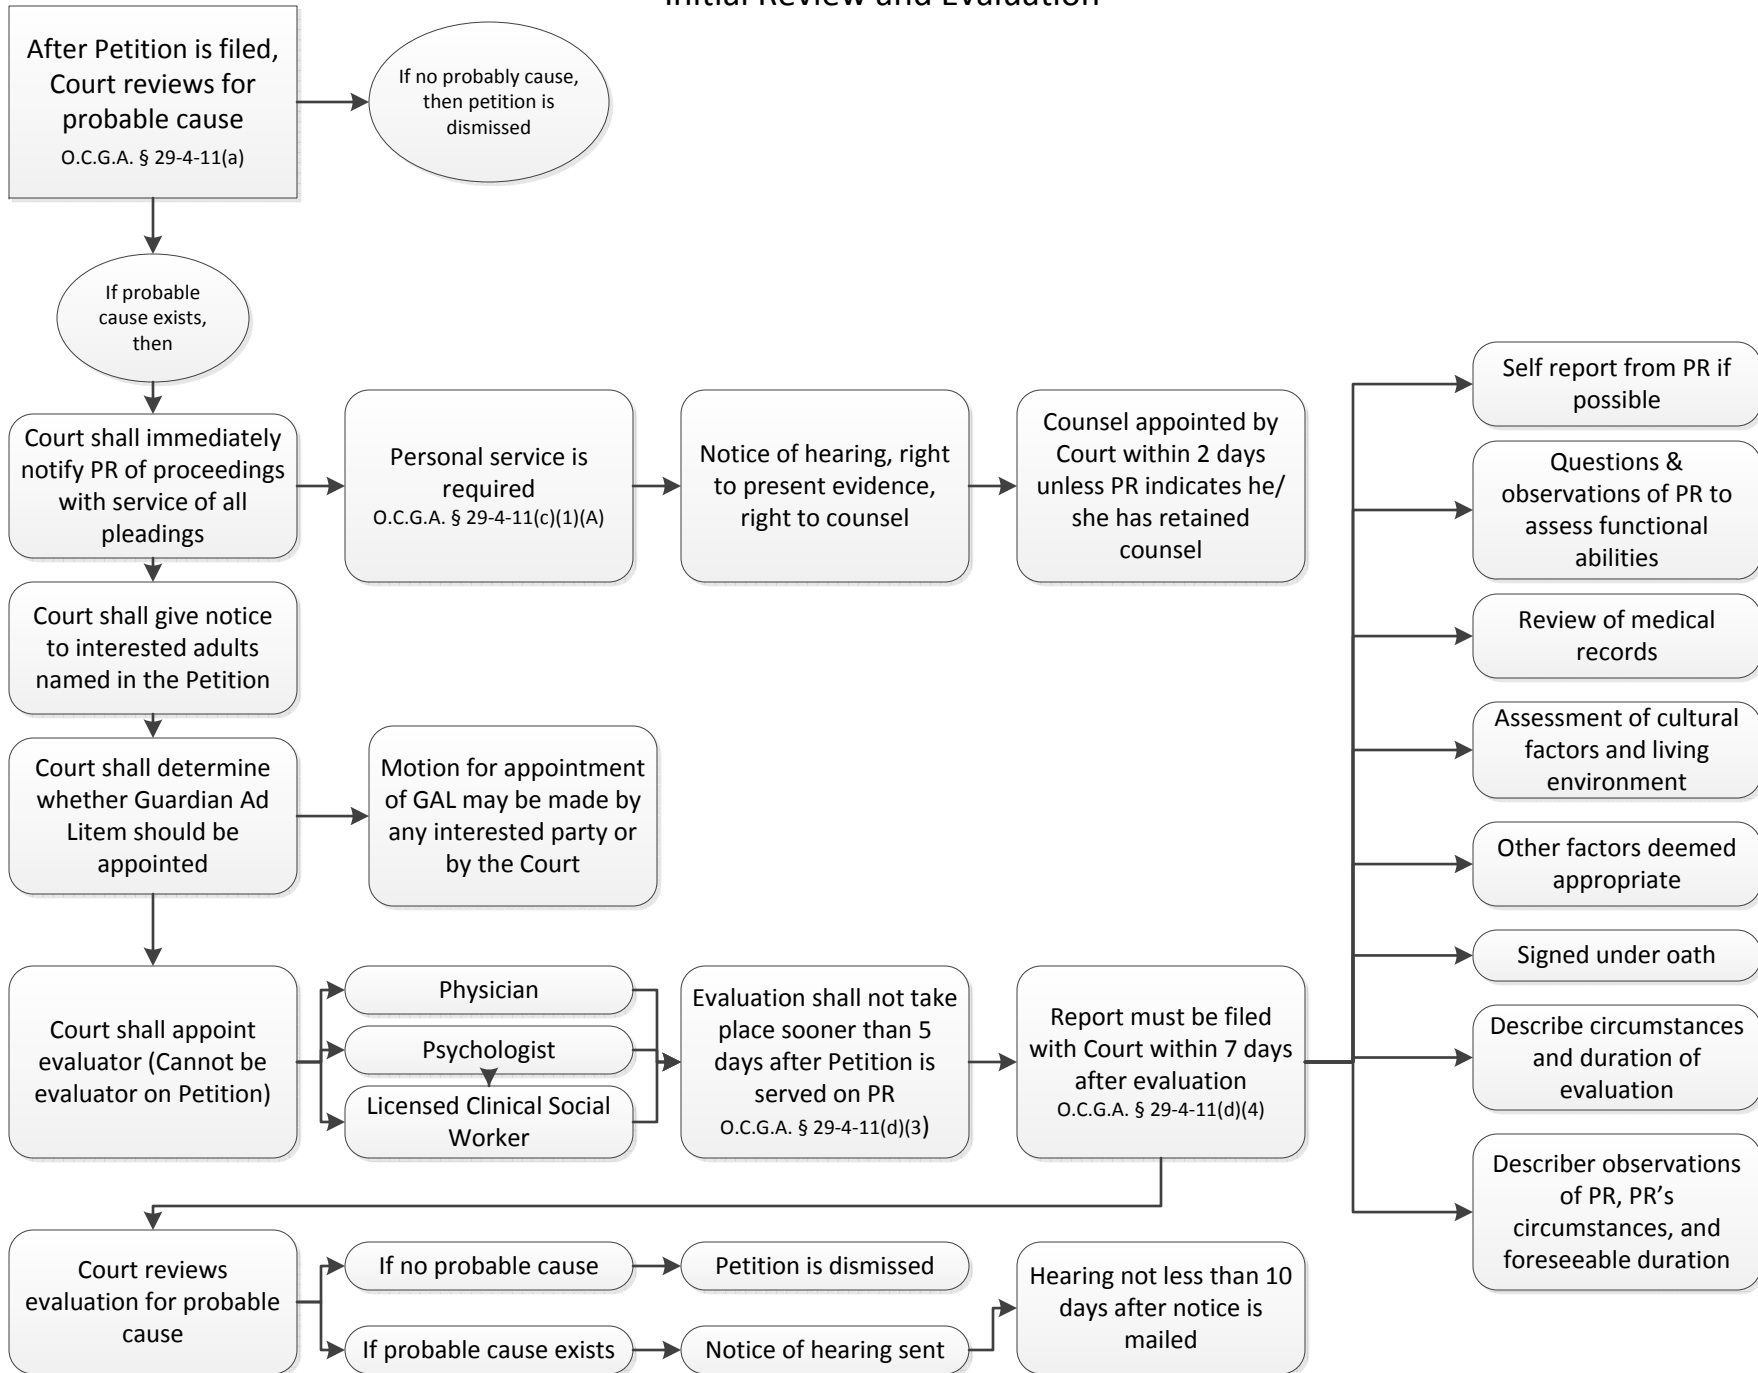 Initial Review and Evaluation
After Petition is filed,
Court reviews for
probable cause
O.C.G.A. § 29-4-11(a)
If no probably cause,
then petition is
dismissed
If probable
cause exists,
then
Court shall immediately
notify PR of proceedings
with service of all
pleadings
Personal service is
required
O.C.G.A. § 29-4-11(c)(1)(A)
Notice of hearing, right
to present evidence,
right to counsel
Counsel appointed by
Court within 2 days
unless PR indicates he/
she has retained
counsel
Court shall give notice
to interested adults
named in the Petition
Court shall determine
whether Guardian Ad
Litem should be
appointed
Motion for appointment
of GAL may be made by
any interested party or
by the Court
Court shall appoint
evaluator (Cannot be
evaluator on Petition)
Physician
Psychologist
Licensed Clinical Social
Worker
Evaluation shall not take
place sooner than 5
days after Petition is
served on PR
O.C.G.A. § 29-4-11(d)(3)
Report must be filed
with Court within 7 days
after evaluation
O.C.G.A. § 29-4-11(d)(4)
Self report from PR if
possible
Questions &
observations of PR to
assess functional
abilities
Review of medical
records
Assessment of cultural
factors and living
environment
Other factors deemed
appropriate
Signed under oath
Describe circumstances
and duration of
evaluation
Describer observations
of PR, PR’s
circumstances, and
foreseeable duration
Court reviews
evaluation for probable
cause
If no probable cause
Petition is dismissed
If probable cause exists
Notice of hearing sent
Hearing not less than 10
days after notice is
mailed